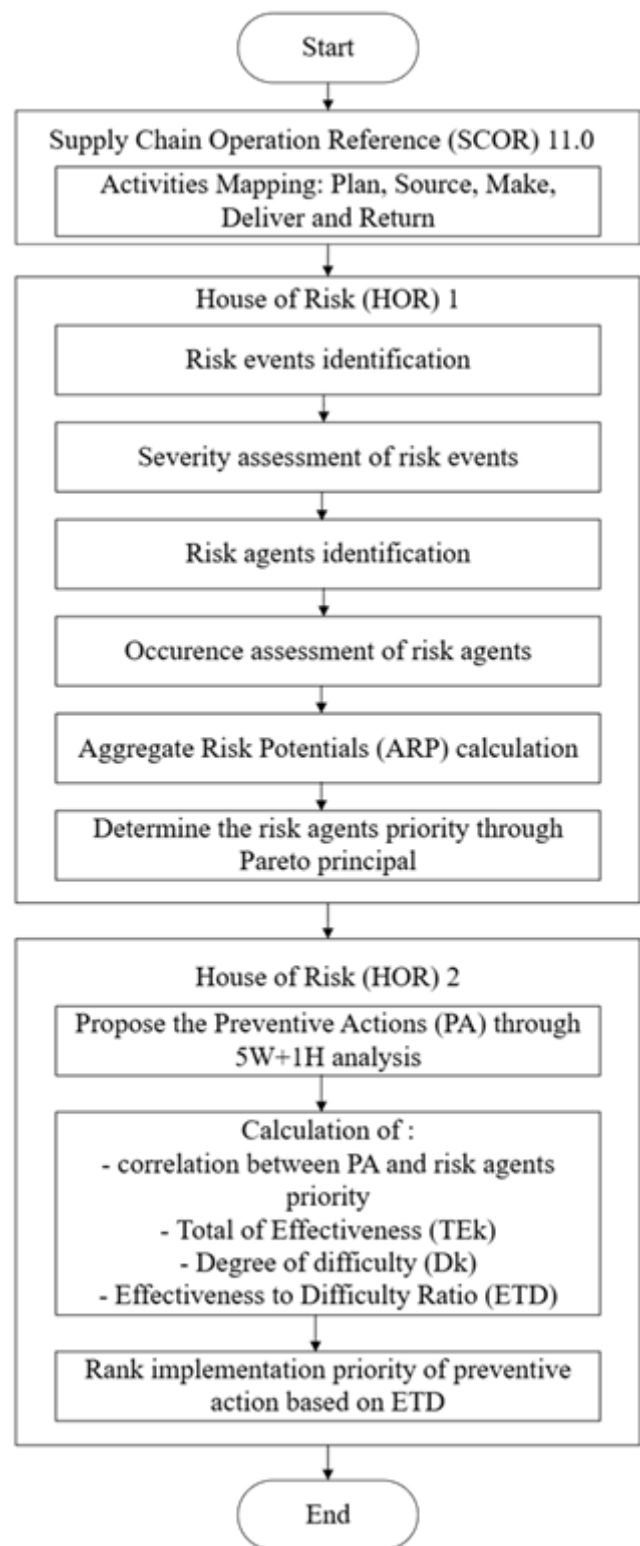 Start
Supply Chain Operation Reference (SCOR) 11.0
Activities Mapping: Plan, Source, Make,
Deliver and Return
House of Risk (HOR) 1
Risk events identification
Severity assessment of risk events
Risk agents identification
Occurence assessment of risk agents
Aggregate Risk Potentials (ARP) calculation
Determine the risk agents priority through
Pareto principal
House of Risk (HOR) 2
Propose the Preventive Actions (PA) through
5W+1H analysis
Calculation of :
- correlation between PA and risk agents
priority
- Total of Effectiveness (TEk)
- Degree of difficulty (Dk)
- Effectiveness to Difficulty Ratio (ETD)
Rank implementation priority of preventive
action based on ETD
End